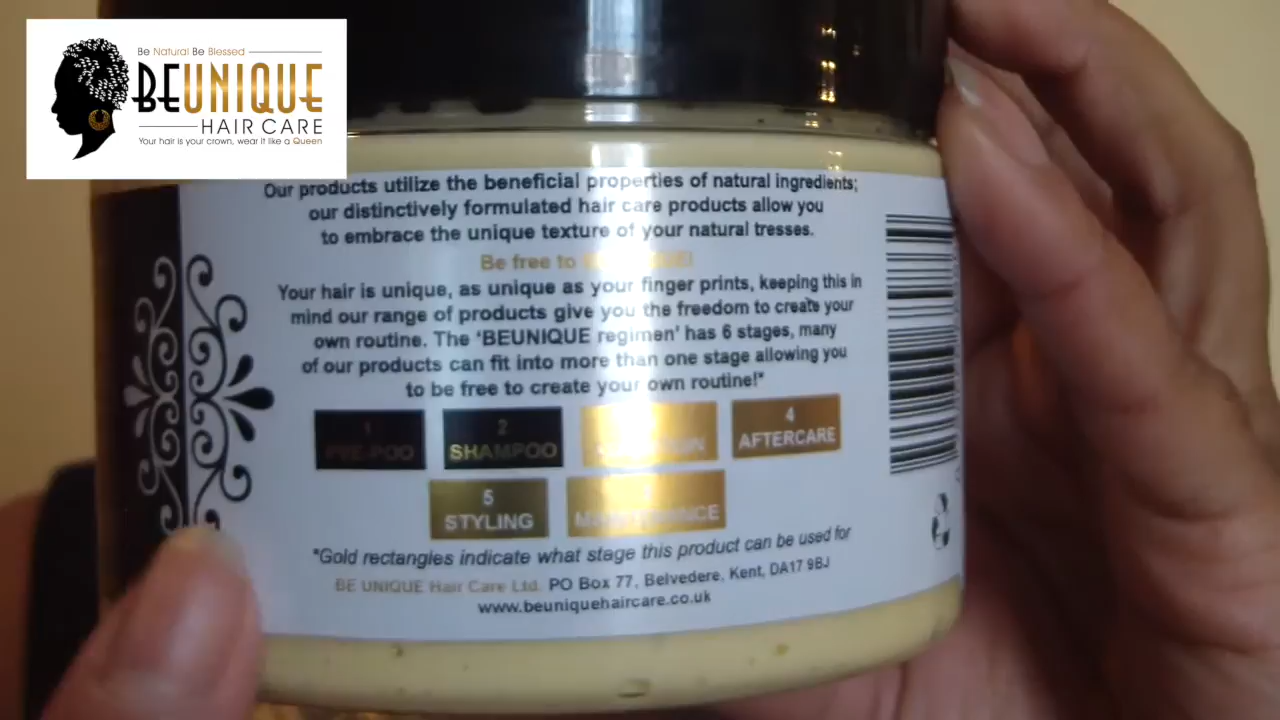 Be Natural Be Blessed
BEUNIQUE
HAIR CARE
Your hair is your crown, wear it like a Queen
Our products utilize the beneficial properties of natural ingredients;
our distinctively formulated hair care products allow you
to embrace the unique texture of your natural tresses.
Be free to
Your hair is unique, as unique as your finger prints, keeping this in
mind our range of products give you the freedom to create your
own routine. The ‘BEUNIQUE regimen’ has 6 stages, many
of our products can fit into more than one stage allowing you
to be free to create your own routine!*
1
PRE-POO
2
SHAMPOO
4
AFTERCARE
5
STYLING
*Gold rectangles indicate what stage this product can be used for
BE UNIQUE Hair Care Ltd. PO Box 77, Belvedere, Kent, DA17 9BJ
www.beuniquehaircare.co.uk